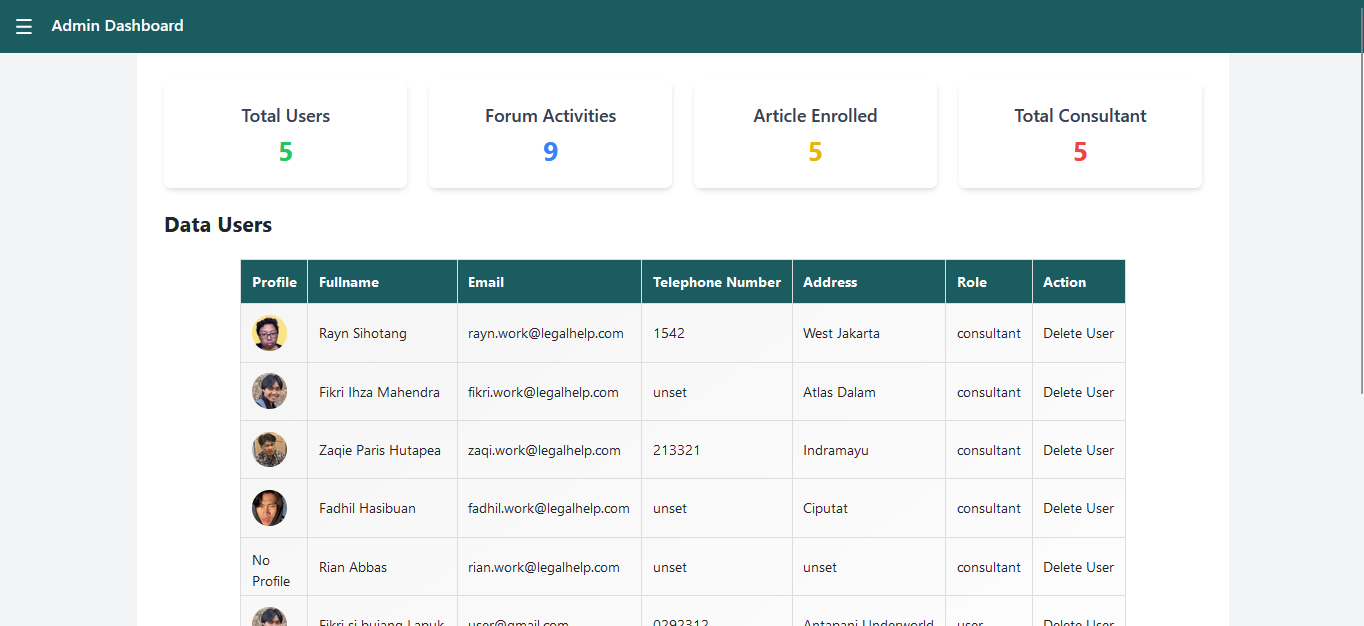 Admin Dashboard
Total Users
5
Forum Activities
9
Article Enrolled
5
Total Consultant
5
Data Users
Profile Fullname Email Telephone Number Address Role Action
Rayn Sihotang rayn.work@legalhelp.com 1542 West Jakarta consultant Delete User
Fikri Ihza Mahendra fikri.work@legalhelp.com unset Atlas Dalam consultant Delete User
Zaqie Paris Hutapea zaqi.work@legalhelp.com 213321 Indramayu consultant Delete User
Fadhil Hasibuan fadhil.work@legalhelp.com unset Ciputat consultant Delete User
No Profile Rian Abbas rian.work@legalhelp.com unset unset consultant Delete User
Fikri si bujang Lapuk user@gmail.com 0292312 Antapani Underworld user Delete User